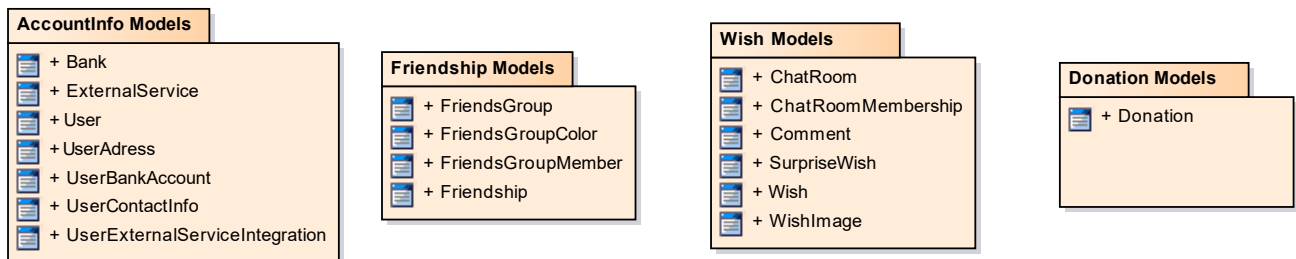 AccountInfo Models
+ Bank
+ ExternalService
+ User
+ UserAdress
+ UserBankAccount
+ UserContactInfo
+ UserExternalServiceIntegration
Friendship Models
+ FriendsGroup
+ FriendsGroupColor
+ FriendsGroupMember
+ Friendship
Wish Models
+ ChatRoom
+ ChatRoomMembership
+ Comment
+ SurpriseWish
+ Wish
+ WishImage
Donation Models
+ Donation